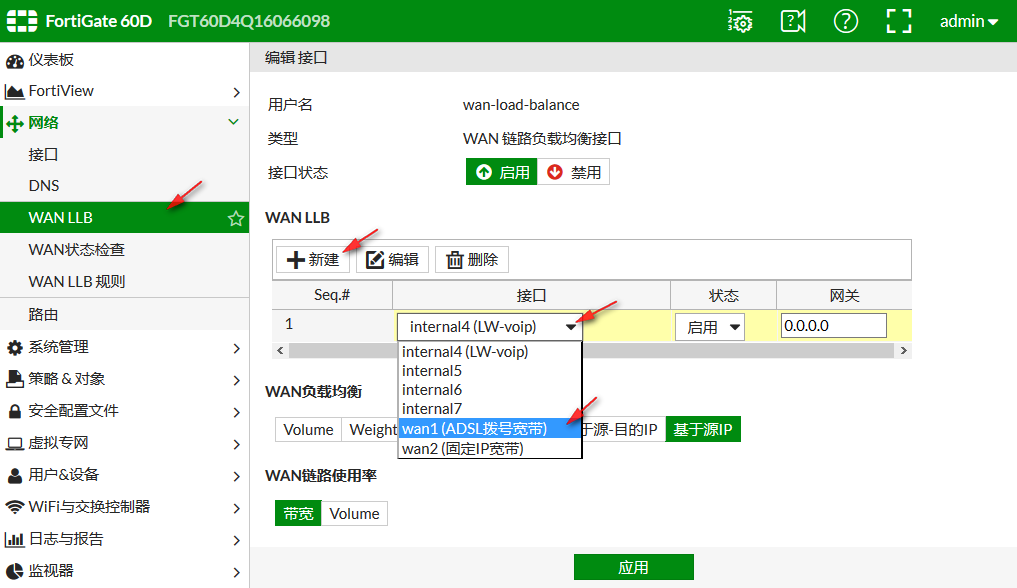 FortiGate 60D FGT60D4Q16066098 admin
仪表板
FortiView
网络
接口
DNS
WAN LLB
WAN状态检查
WAN LLB 规则
路由
系统管理
策略 & 对象
安全配置文件
虚拟专网
用户&设备
WiFi与交换控制器
日志与报告
监视器
编辑 接口
用户名 wan-load-balance
类型 WAN 链路负载均衡接口
接口状态 启用 禁用
WAN LLB
新建 编辑 删除
Seq.# 接口 状态 网关
1 internal4 (LW-voip) 启用 0.0.0.0
internal4 (LW-voip)
internal5
internal6
internal7
wan1 (ADSL拨号宽带)
wan2 (固定IP宽带)
WAN负载均衡
Volume Weight 于源-目的IP 基于源IP
WAN链路使用率
带宽 Volume
应用